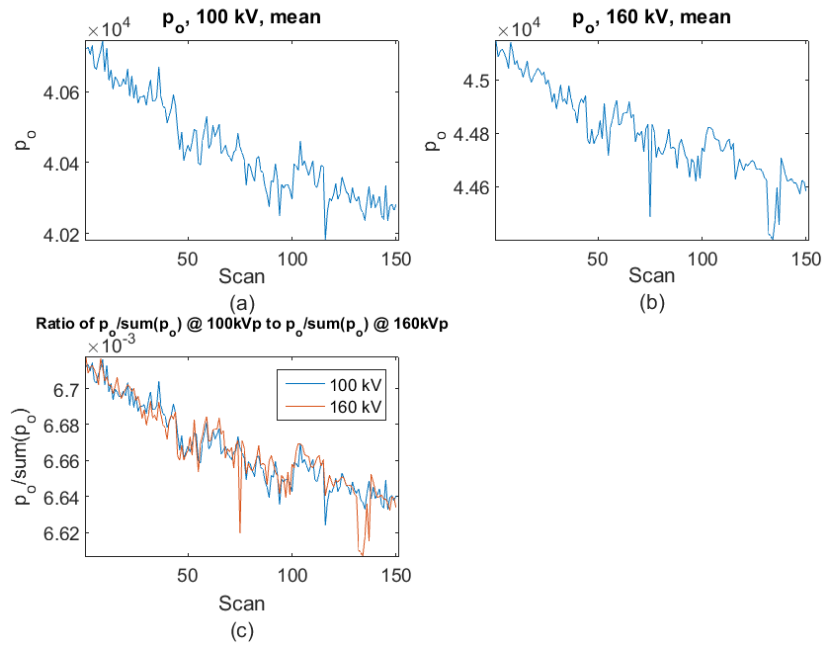 p_o, 100 kV, mean
×10^4
4.06
4.04
4.02
p_o
50
100
150
Scan
(a)
p_o, 160 kV, mean
×10^4
4.5
4.48
4.46
p_o
50
100
150
Scan
(b)
Ratio of p_o/sum(p_o) @ 100kVp to p_o/sum(p_o) @ 160kVp
×10^-3
6.7
6.68
6.66
6.64
6.62
p_o/sum(p_o)
100 kV
160 kV
50
100
150
Scan
(c)